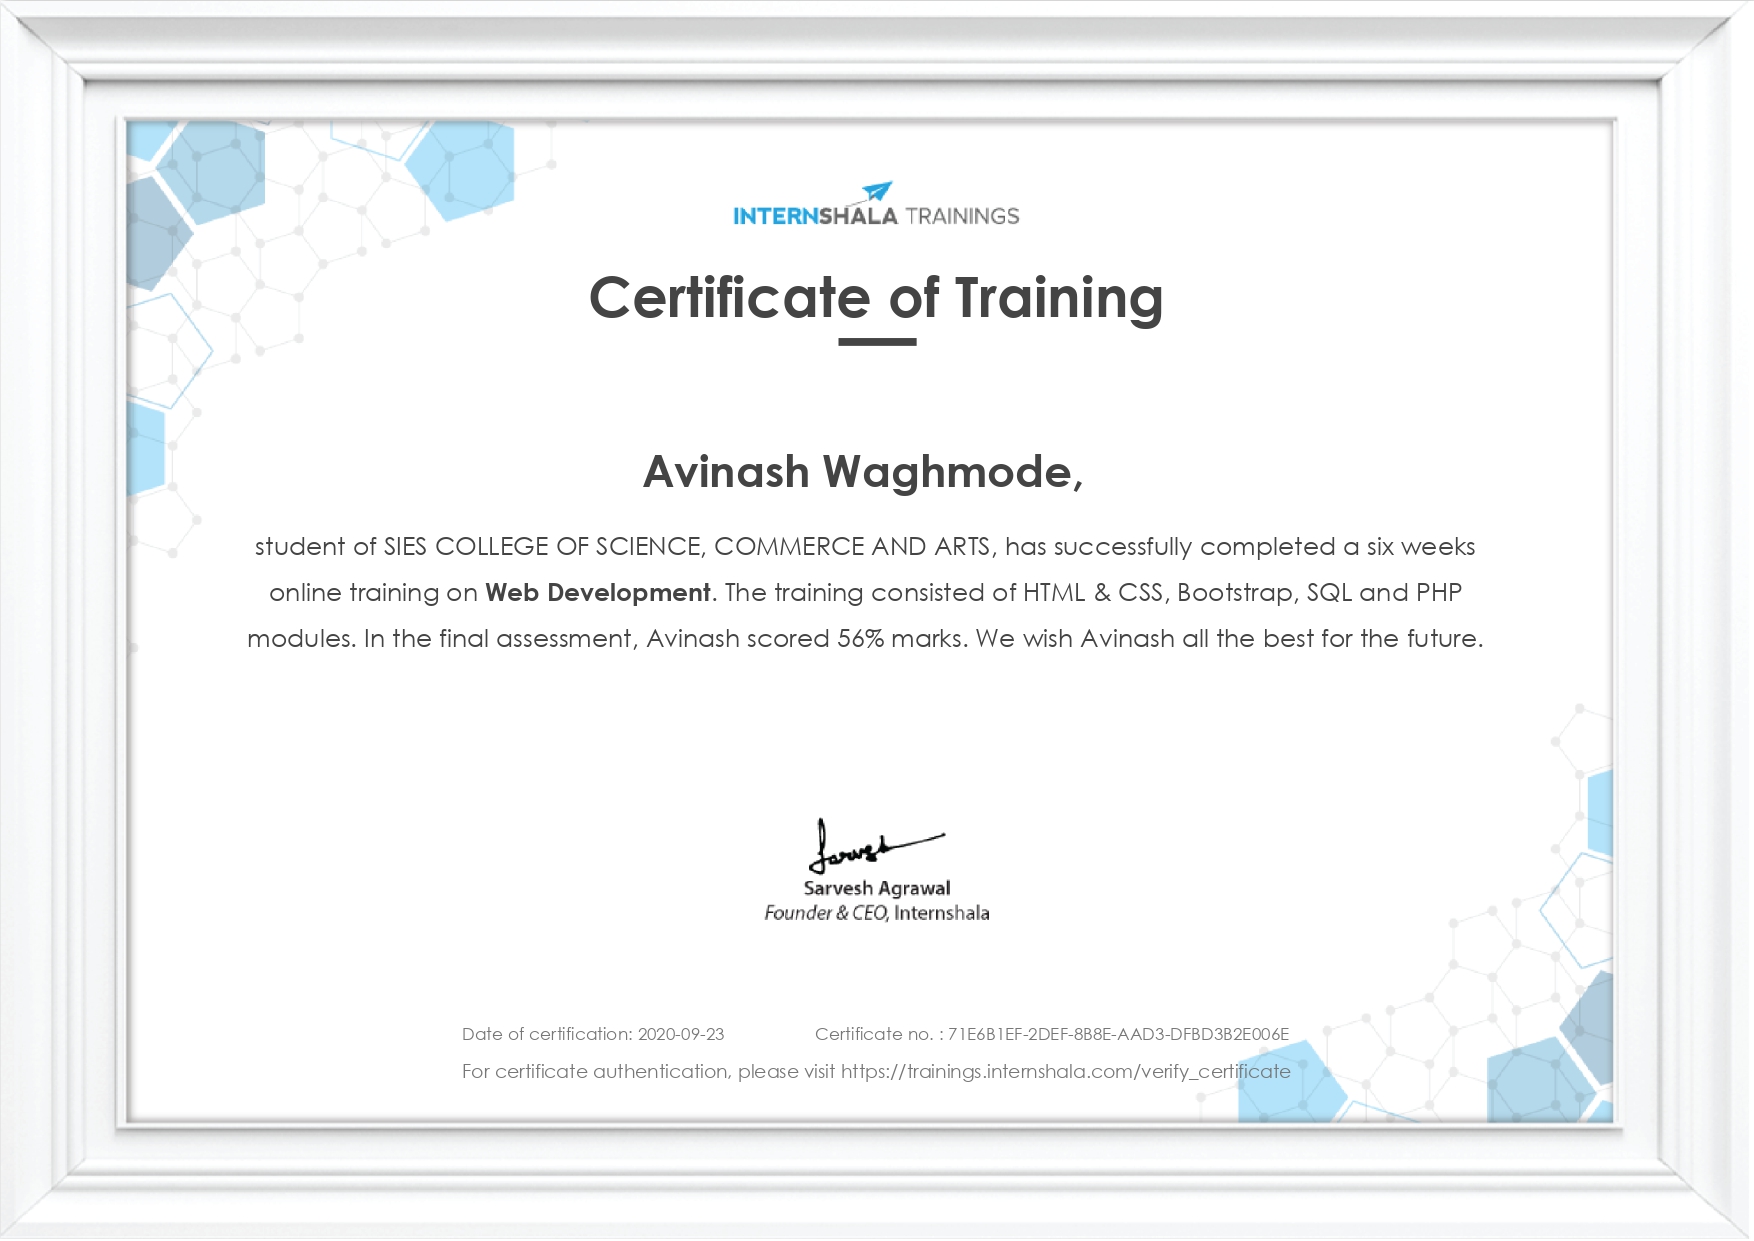 INTERNSHALA TRAININGS
Certificate of Training
Avinash Waghmode,
student of SIES COLLEGE OF SCIENCE, COMMERCE AND ARTS, has successfully completed a six weeks
online training on Web Development. The training consisted of HTML & CSS, Bootstrap, SQL and PHP
modules. In the final assessment, Avinash scored 56% marks. We wish Avinash all the best for the future.
Sarvesh
Sarvesh Agrawal
Founder & CEO, Internshala
Date of certification: 2020-09-23 Certificate no. : 71E6B1EF-2DEF-8B8E-AAD3-DFBD3B2E006E
For certificate authentication, please visit https://trainings.internshala.com/verify_certificate